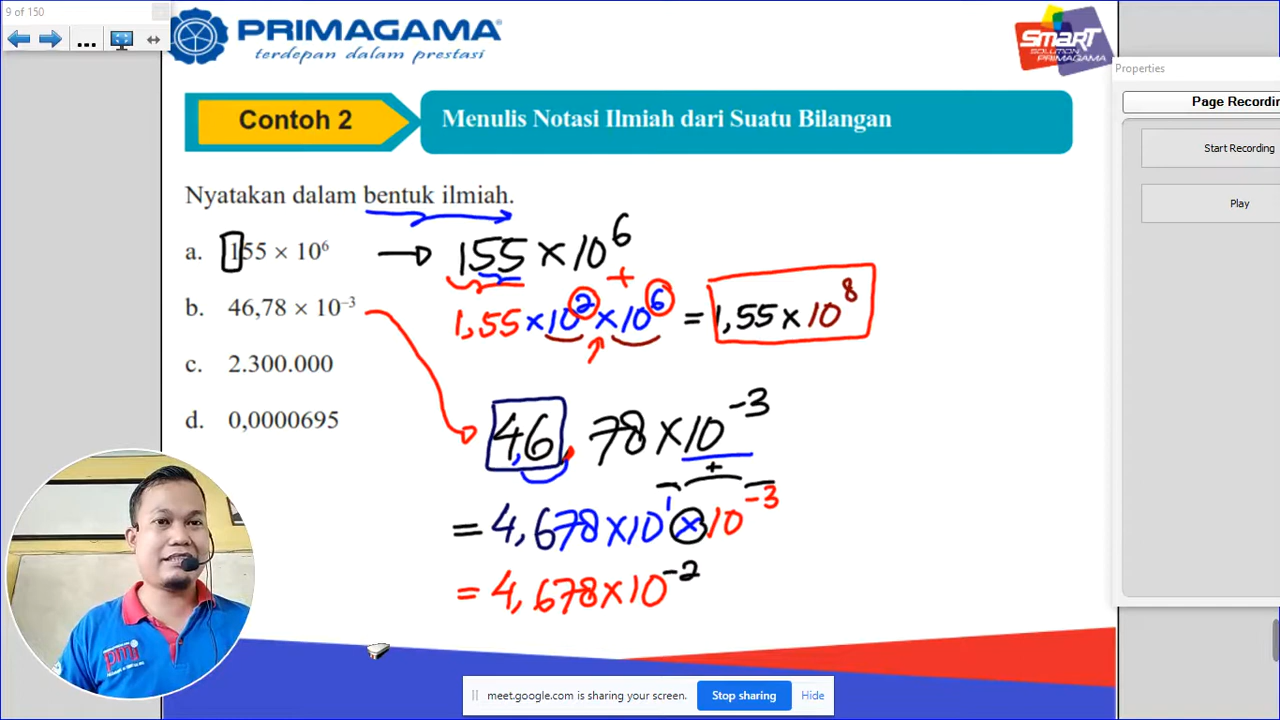 9 of 150
...
PRIMAGAMA
terdepan dalam prestasi
SMART
SOLUTION
PRIMAGAMA
Properties
Page Recordin
Start Recording
Play
Contoh 2
Menulis Notasi Ilmiah dari Suatu Bilangan
Nyatakan dalam bentuk ilmiah.
a. 155 × 10⁶ → 155 × 10⁶
+
1,55 × 10² × 10⁶ = 1,55 × 10⁸
b. 46,78 × 10⁻³
c. 2.300.000
d. 0,0000695
46,78 × 10⁻³
+
= 4,678 × 10¹ × 10⁻³
= 4,678 × 10⁻²
pmi
meet.google.com is sharing your screen.
Stop sharing
Hide